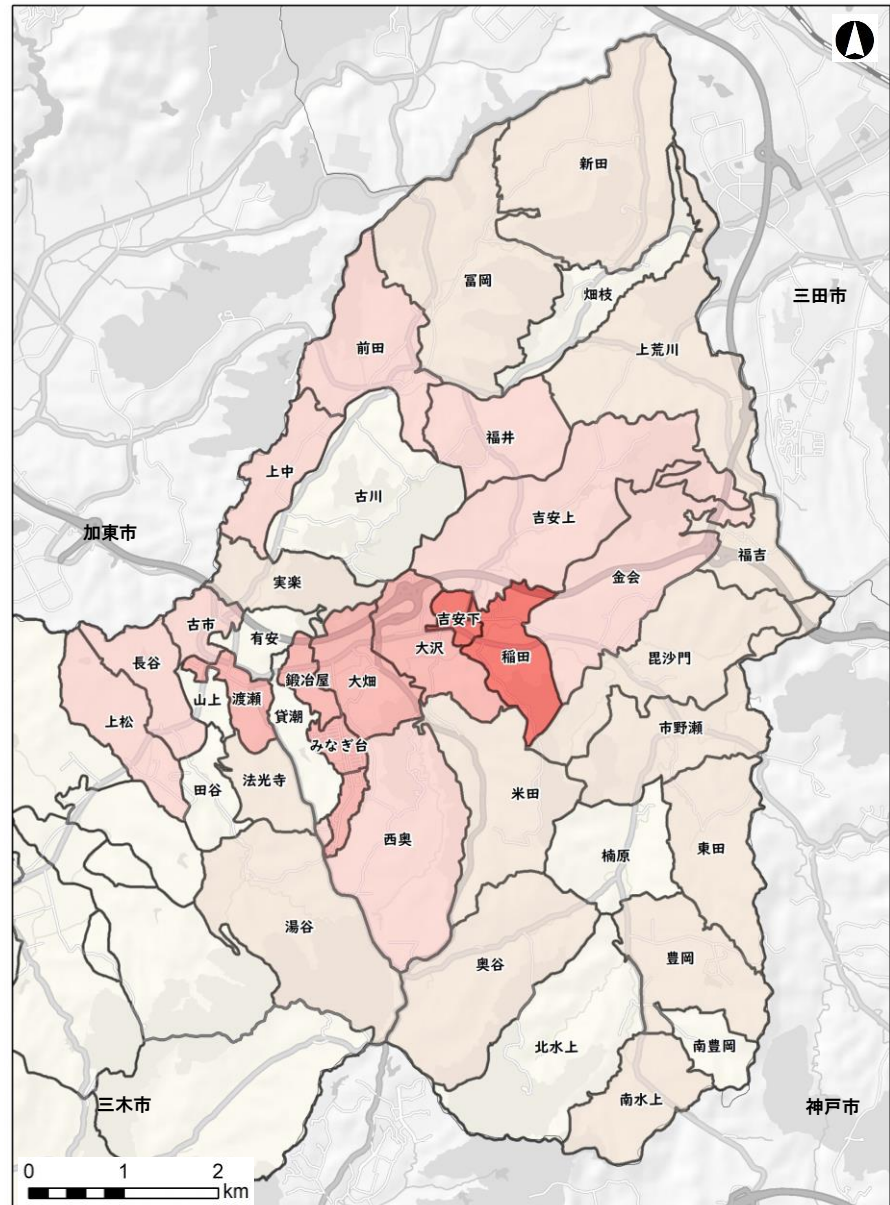 新田
冨岡
畑枝
三田市
上荒川
前田
福井
上中
古川
吉安上
加東市
福吉
金会
実楽
吉安下
古市
有安
大沢
稲田
毘沙門
長谷
鍛冶屋
大畑
山上
渡瀬
上松
貸潮
市野瀬
みなぎ台
法光寺
田谷
米田
西奥
楠原
東田
湯谷
奥谷
豊岡
北水上
南豊岡
南水上
三木市
神戸市
0 1 2
km